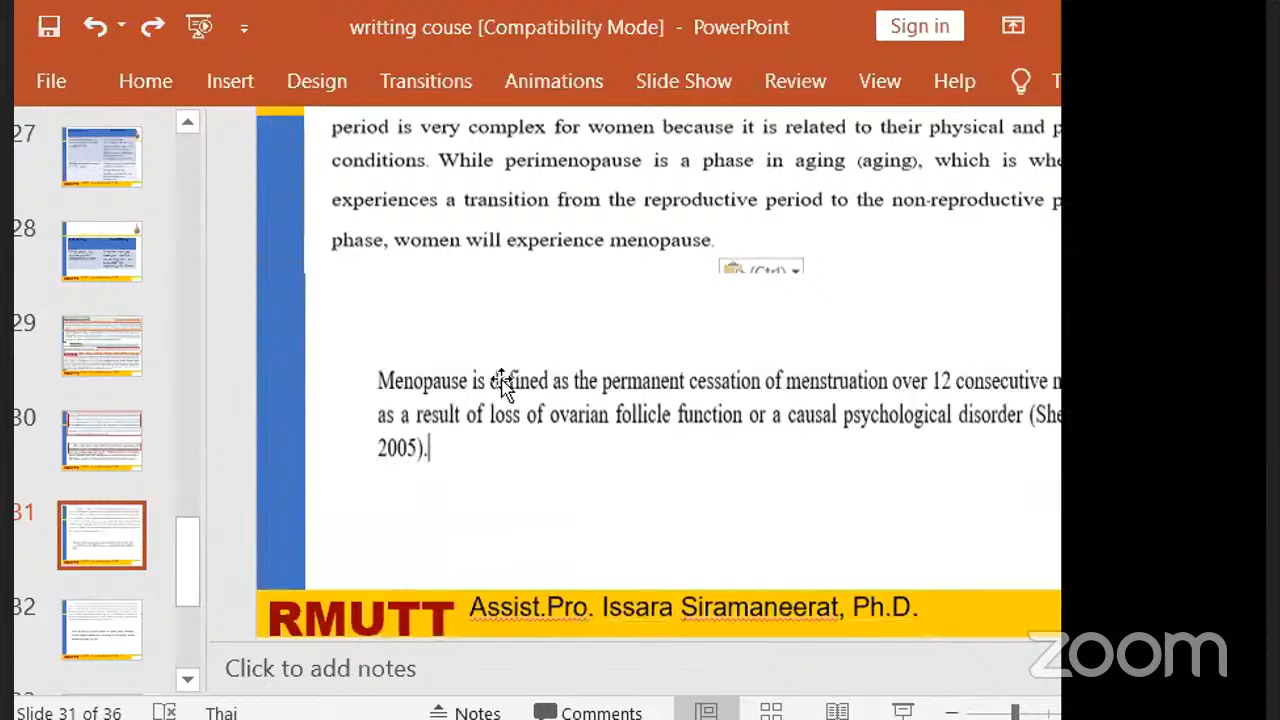 writting couse [Compatibility Mode] - PowerPoint
Sign in
File Home Insert Design Transitions Animations Slide Show Review View Help
27
28
29
30
31
32
period is very complex for women because it is related to their physical and
conditions. While perimenopause is a phase in aging (aging), which is
experiences a transition from the reproductive period to the non-reproductive
phase, women will experience menopause.
(Ctrl)
Menopause is defined as the permanent cessation of menstruation over 12 consecutive
as a result of loss of ovarian follicle function or a causal psychological disorder
2005).
RMUTT
Assist.Pro. Issara Siramaneerat, Ph.D.
Click to add notes
zoom
Slide 31 of 36 Thai Notes Comments